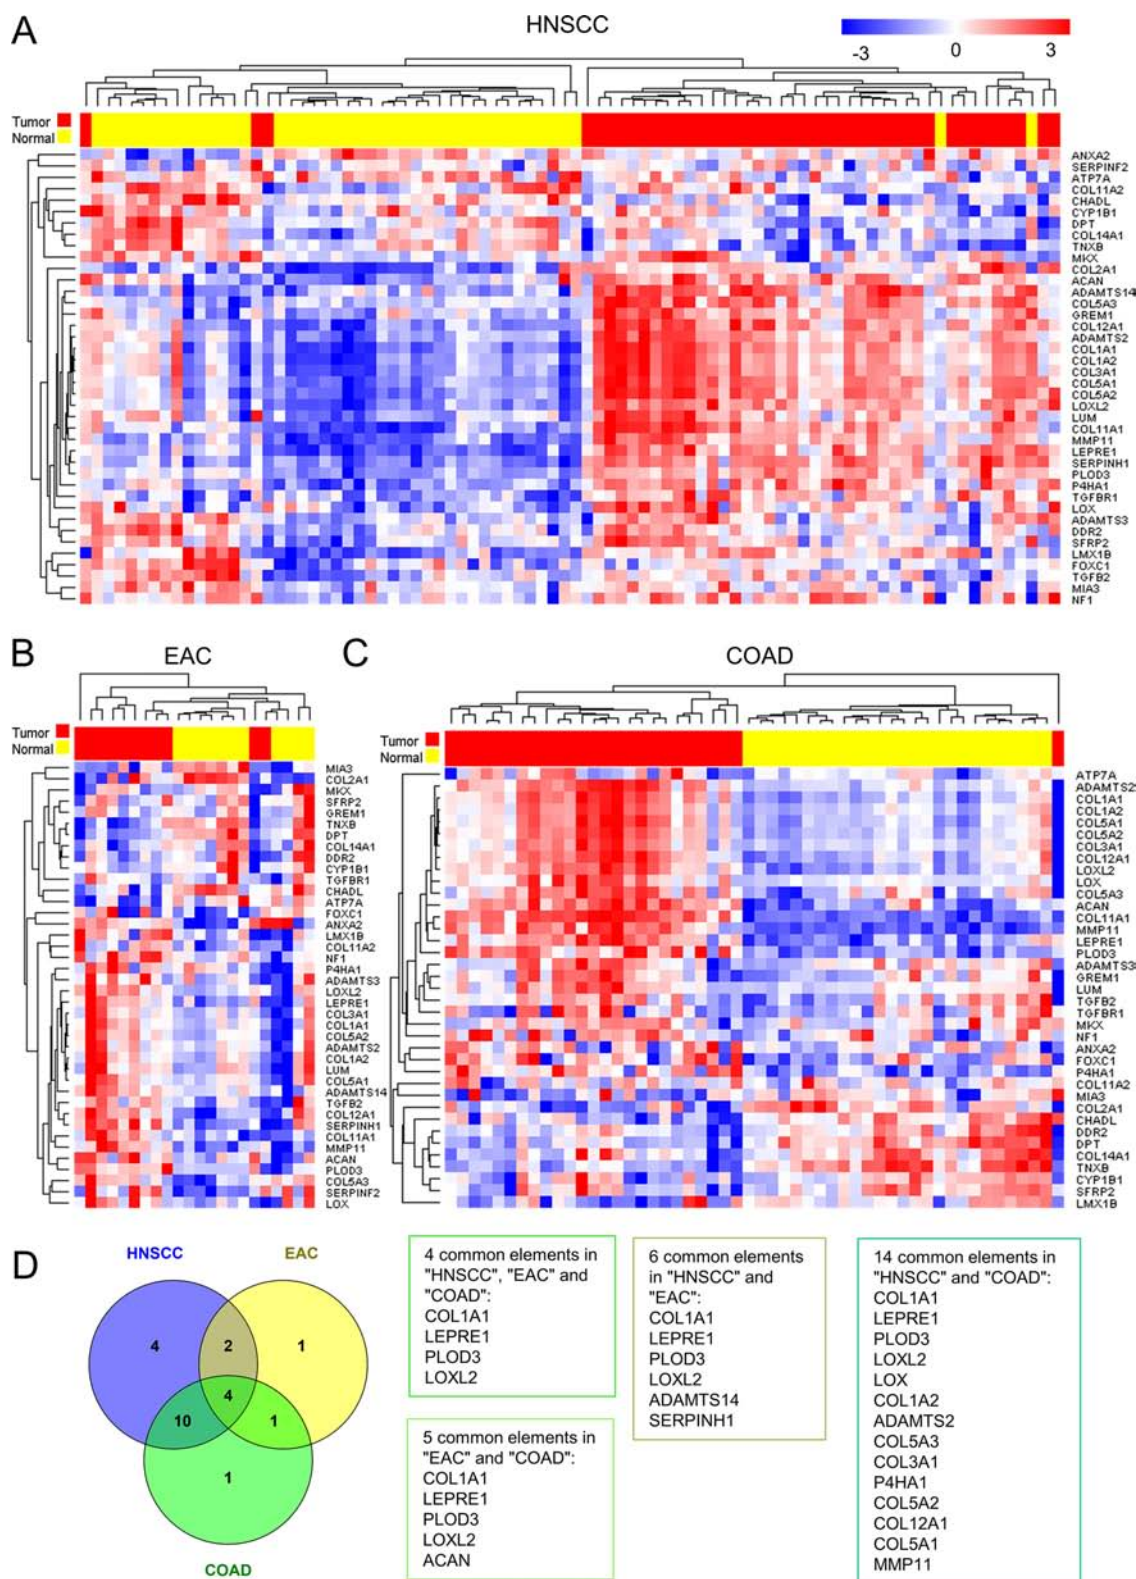 A
HNSCC
-3
0
3
Tumor
Normal
ANXA2
SERPINF2
ATP7A
COL11A2
CHADL
CYP1B1
DPT
COL14A1
TNXB
MKX
COL2A1
ACAN
ADAMTS14
COL5A3
GREM1
COL12A1
ADAMTS2
COL1A1
COL1A2
COL3A1
COL5A1
COL5A2
LOXL2
LUM
COL11A1
MMP11
LEPRE1
SERPINH1
PLOD3
P4HA1
TGFBR1
LOX
ADAMTS3
DDR2
SFRP2
LMX1B
FOXC1
TGFB2
MIA3
NF1
B
EAC
Tumor
Normal
MIA3
COL2A1
MKX
SFRP2
GREM1
TNXB
DPT
COL14A1
DDR2
CYP1B1
TGFBR1
CHADL
ATP7A
FOXC1
ANXA2
LMX1B
COL11A2
NF1
P4HA1
ADAMTS3
LOXL2
LEPRE1
COL3A1
COL1A1
COL5A2
ADAMTS2
COL1A2
LUM
COL5A1
ADAMTS14
TGFB2
COL12A1
SERPINH1
COL11A1
MMP11
ACAN
PLOD3
COL5A3
SERPINF2
LOX
C
COAD
Tumor
Normal
ATP7A
ADAMTS2
COL1A1
COL1A2
COL5A1
COL5A2
COL3A1
COL12A1
LOXL2
LOX
COL5A3
ACAN
COL11A1
MMP11
LEPRE1
PLOD3
ADAMTS3
GREM1
LUM
TGFB2
TGFBR1
MKX
NF1
ANXA2
FOXC1
P4HA1
COL11A2
MIA3
COL2A1
CHADL
DDR2
DPT
COL14A1
TNXB
CYP1B1
SFRP2
LMX1B
D
HNSCC
EAC
4
2
1
4
10
1
1
COAD
4 common elements in
"HNSCC", "EAC" and
"COAD":
COL1A1
LEPRE1
PLOD3
LOXL2
5 common elements in
"EAC" and "COAD":
COL1A1
LEPRE1
PLOD3
LOXL2
ACAN
6 common elements
in "HNSCC" and
"EAC":
COL1A1
LEPRE1
PLOD3
LOXL2
ADAMTS14
SERPINH1
14 common elements in
"HNSCC" and "COAD":
COL1A1
LEPRE1
PLOD3
LOXL2
LOX
COL1A2
ADAMTS2
COL5A3
COL3A1
P4HA1
COL5A2
COL12A1
COL5A1
MMP11